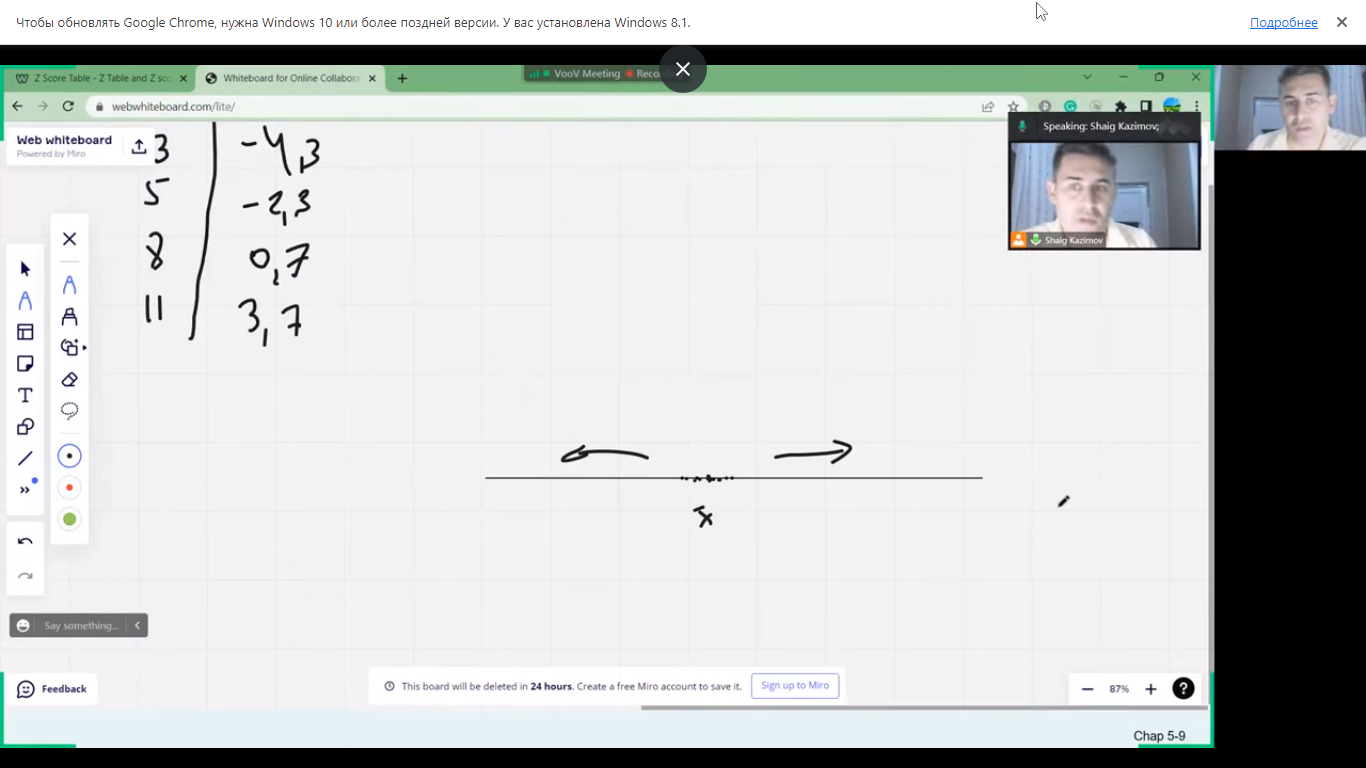 Чтобы обновлять Google Chrome, нужна Windows 10 или более поздней версии. У вас установлена Windows 8.1.
Подробнее
Z Score Table - Z Table and Z sco
Whiteboard for Online Collabora
VooV Meeting
webwhiteboard.com/lite/
Web whiteboard
Powered by Miro
Speaking: Shaig Kazimov;
Shaig Kazimov
3 -4,3
5 -2,3
8 0,7
11 3,7
T
x
Say something...
Feedback
This board will be deleted in 24 hours. Create a free Miro account to save it.
Sign up to Miro
87%
?
Chap 5-9